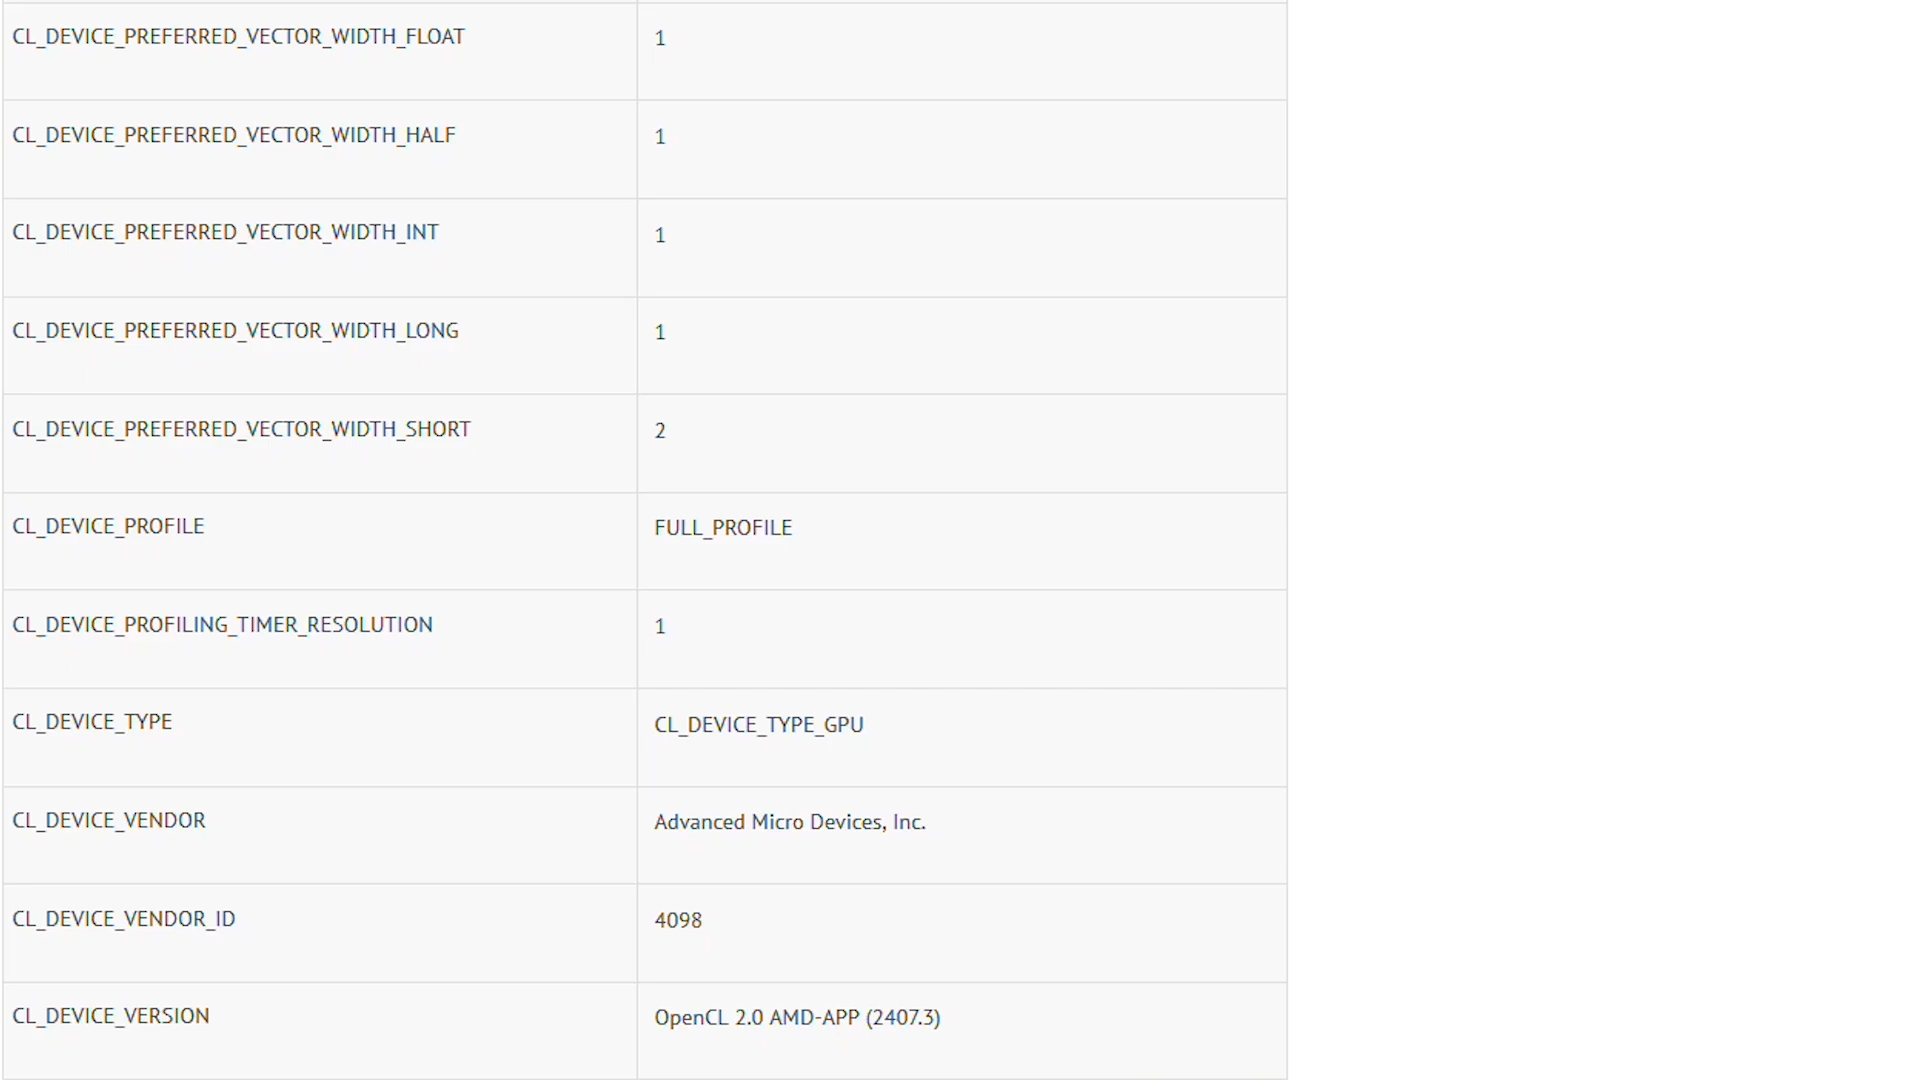 CL_DEVICE_PREFERRED_VECTOR_WIDTH_FLOAT 1
CL_DEVICE_PREFERRED_VECTOR_WIDTH_HALF 1
CL_DEVICE_PREFERRED_VECTOR_WIDTH_INT 1
CL_DEVICE_PREFERRED_VECTOR_WIDTH_LONG 1
CL_DEVICE_PREFERRED_VECTOR_WIDTH_SHORT 2
CL_DEVICE_PROFILE FULL_PROFILE
CL_DEVICE_PROFILING_TIMER_RESOLUTION 1
CL_DEVICE_TYPE CL_DEVICE_TYPE_GPU
CL_DEVICE_VENDOR Advanced Micro Devices, Inc.
CL_DEVICE_VENDOR_ID 4098
CL_DEVICE_VERSION OpenCL 2.0 AMD-APP (2407.3)